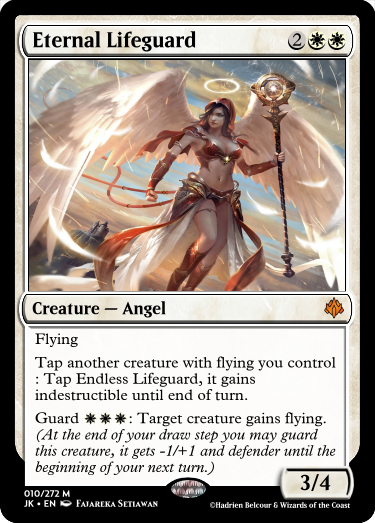 Eternal Lifeguard 2
Creature — Angel
Flying
Tap another creature with flying you control
: Tap Endless Lifeguard, it gains
indestructible until end of turn.
Guard : Target creature gains flying.
(At the end of your draw step you may guard
this creature, it gets -1/+1 and defender until the
beginning of your next turn.)
3/4
010/272 M
JK • EN Fajareka Setiawan
©Hadrien Belcour & Wizards of the Coast